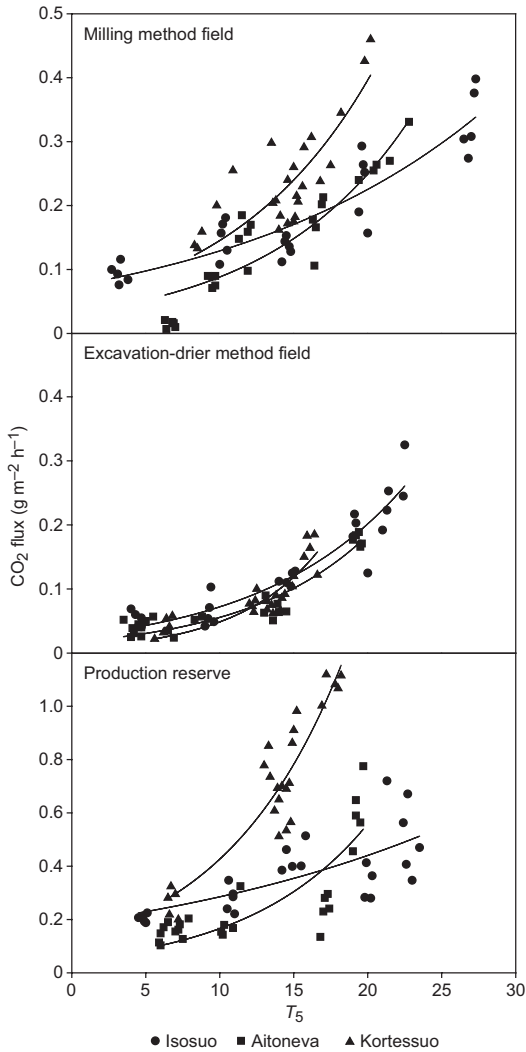 0.5
Milling method field
0.4
0.3
0.2
0.1
0
Excavation-drier method field
0.4
0.3
0.2
0.1
0
CO₂ flux (g m⁻² h⁻¹)
Production reserve
1.0
0.8
0.6
0.4
0.2
0
0 5 10 15 20 25 30
T₅
● Isosuo ■ Aitoneva ▲ Kortessuo